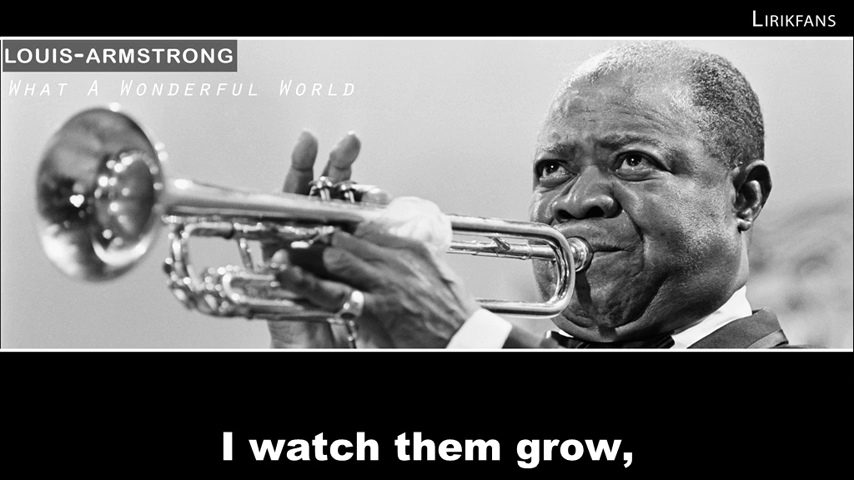 LIRIKFANS
LOUIS-ARMSTRONG
WHAT A WONDERFUL WORLD
I watch them grow,